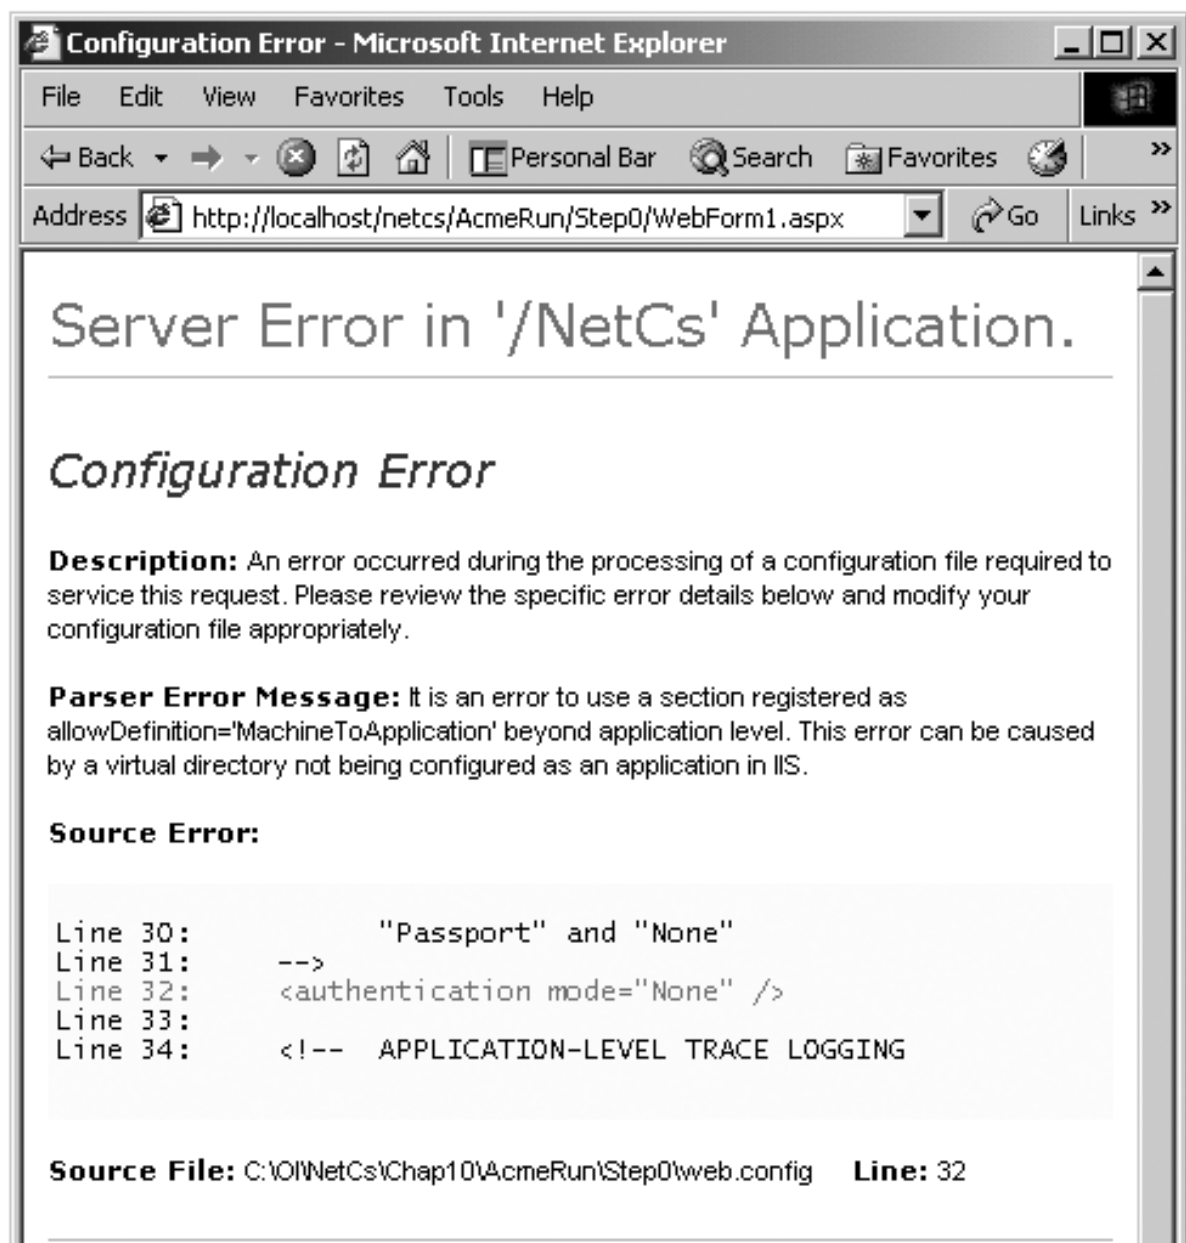 Configuration Error - Microsoft Internet Explorer
File Edit View Favorites Tools Help
Back Personal Bar Search Favorites »
Address http://localhost/netcs/AcmeRun/Step0/WebForm1.aspx Go Links »
Server Error in '/NetCs' Application.
Configuration Error
Description: An error occurred during the processing of a configuration file required to
service this request. Please review the specific error details below and modify your
configuration file appropriately.
Parser Error Message: It is an error to use a section registered as
allowDefinition='MachineToApplication' beyond application level. This error can be caused
by a virtual directory not being configured as an application in IIS.
Source Error:
Line 30: "Passport" and "None"
Line 31: -->
Line 32: <authentication mode="None" />
Line 33:
Line 34: <!-- APPLICATION-LEVEL TRACE LOGGING
Source File: C:\OI\NetCs\Chap10\AcmeRun\Step0\web.config Line: 32